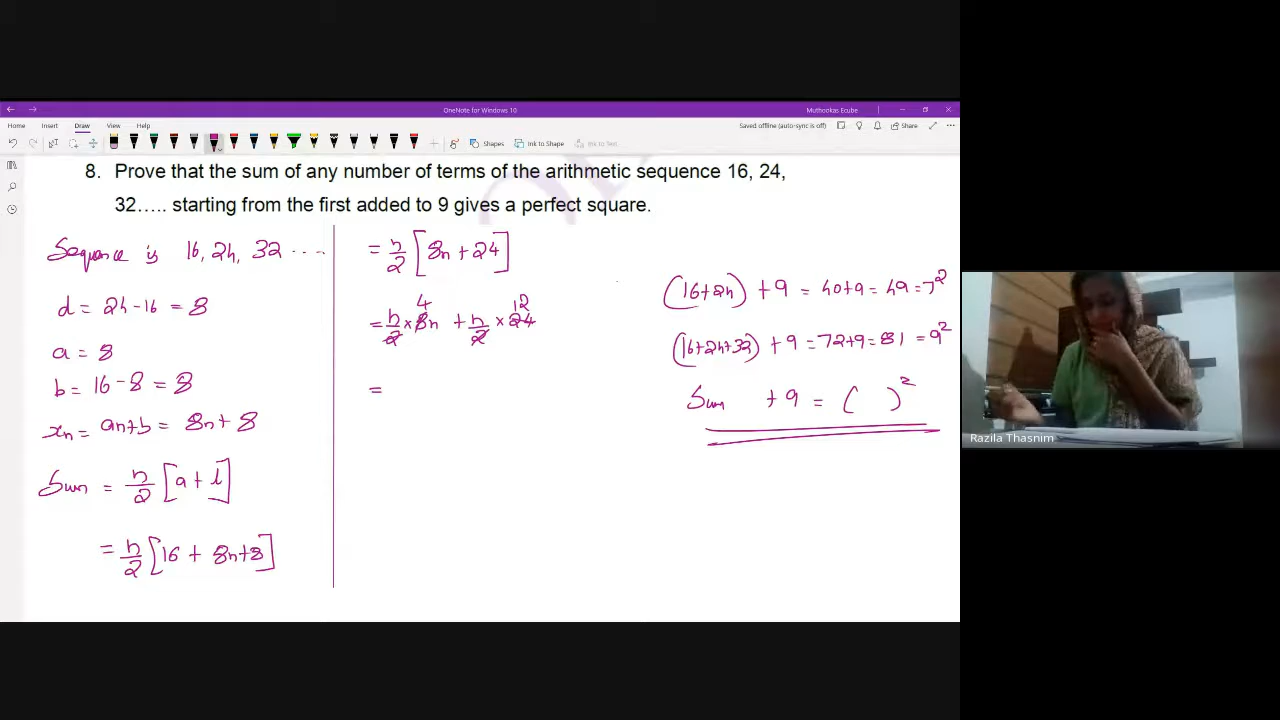 OneNote for Windows 10
Muthookas Ecube
Home Insert Draw View Help
Saved offline (auto-sync is off)
Share
Shapes
Ink to Shape
Ink to Text
8. Prove that the sum of any number of terms of the arithmetic sequence 16, 24,
32..... starting from the first added to 9 gives a perfect square.
Sequence is 16, 24, 32 ....
d = 24 - 16 = 8
a = 8
b = 16 - 8 = 8
xn = an+b = 8n + 8
Sum = n/2 [a + l]
= n/2 [16 + 8n+8]
= n/2 [8n + 24]
= n/2 × 8n 4 + n/2 × 24 12
=
(16+24) + 9 = 40+9 = 49 = 7²
(16+24+32) + 9 = 72+9 = 81 = 9²
Sum + 9 = ( )²
Razila Thasnim